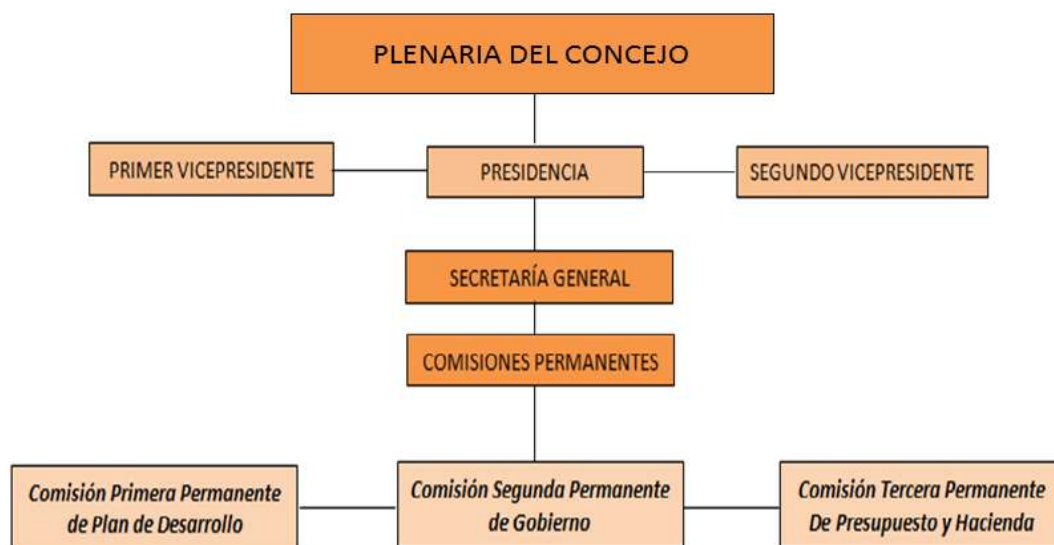 PLENARIA DEL CONCEJO
PRIMER VICEPRESIDENTE
PRESIDENCIA
SEGUNDO VICEPRESIDENTE
SECRETARÍA GENERAL
COMISIONES PERMANENTES
Comisión Primera Permanente
de Plan de Desarrollo
Comisión Segunda Permanente
de Gobierno
Comisión Tercera Permanente
De Presupuesto y Hacienda